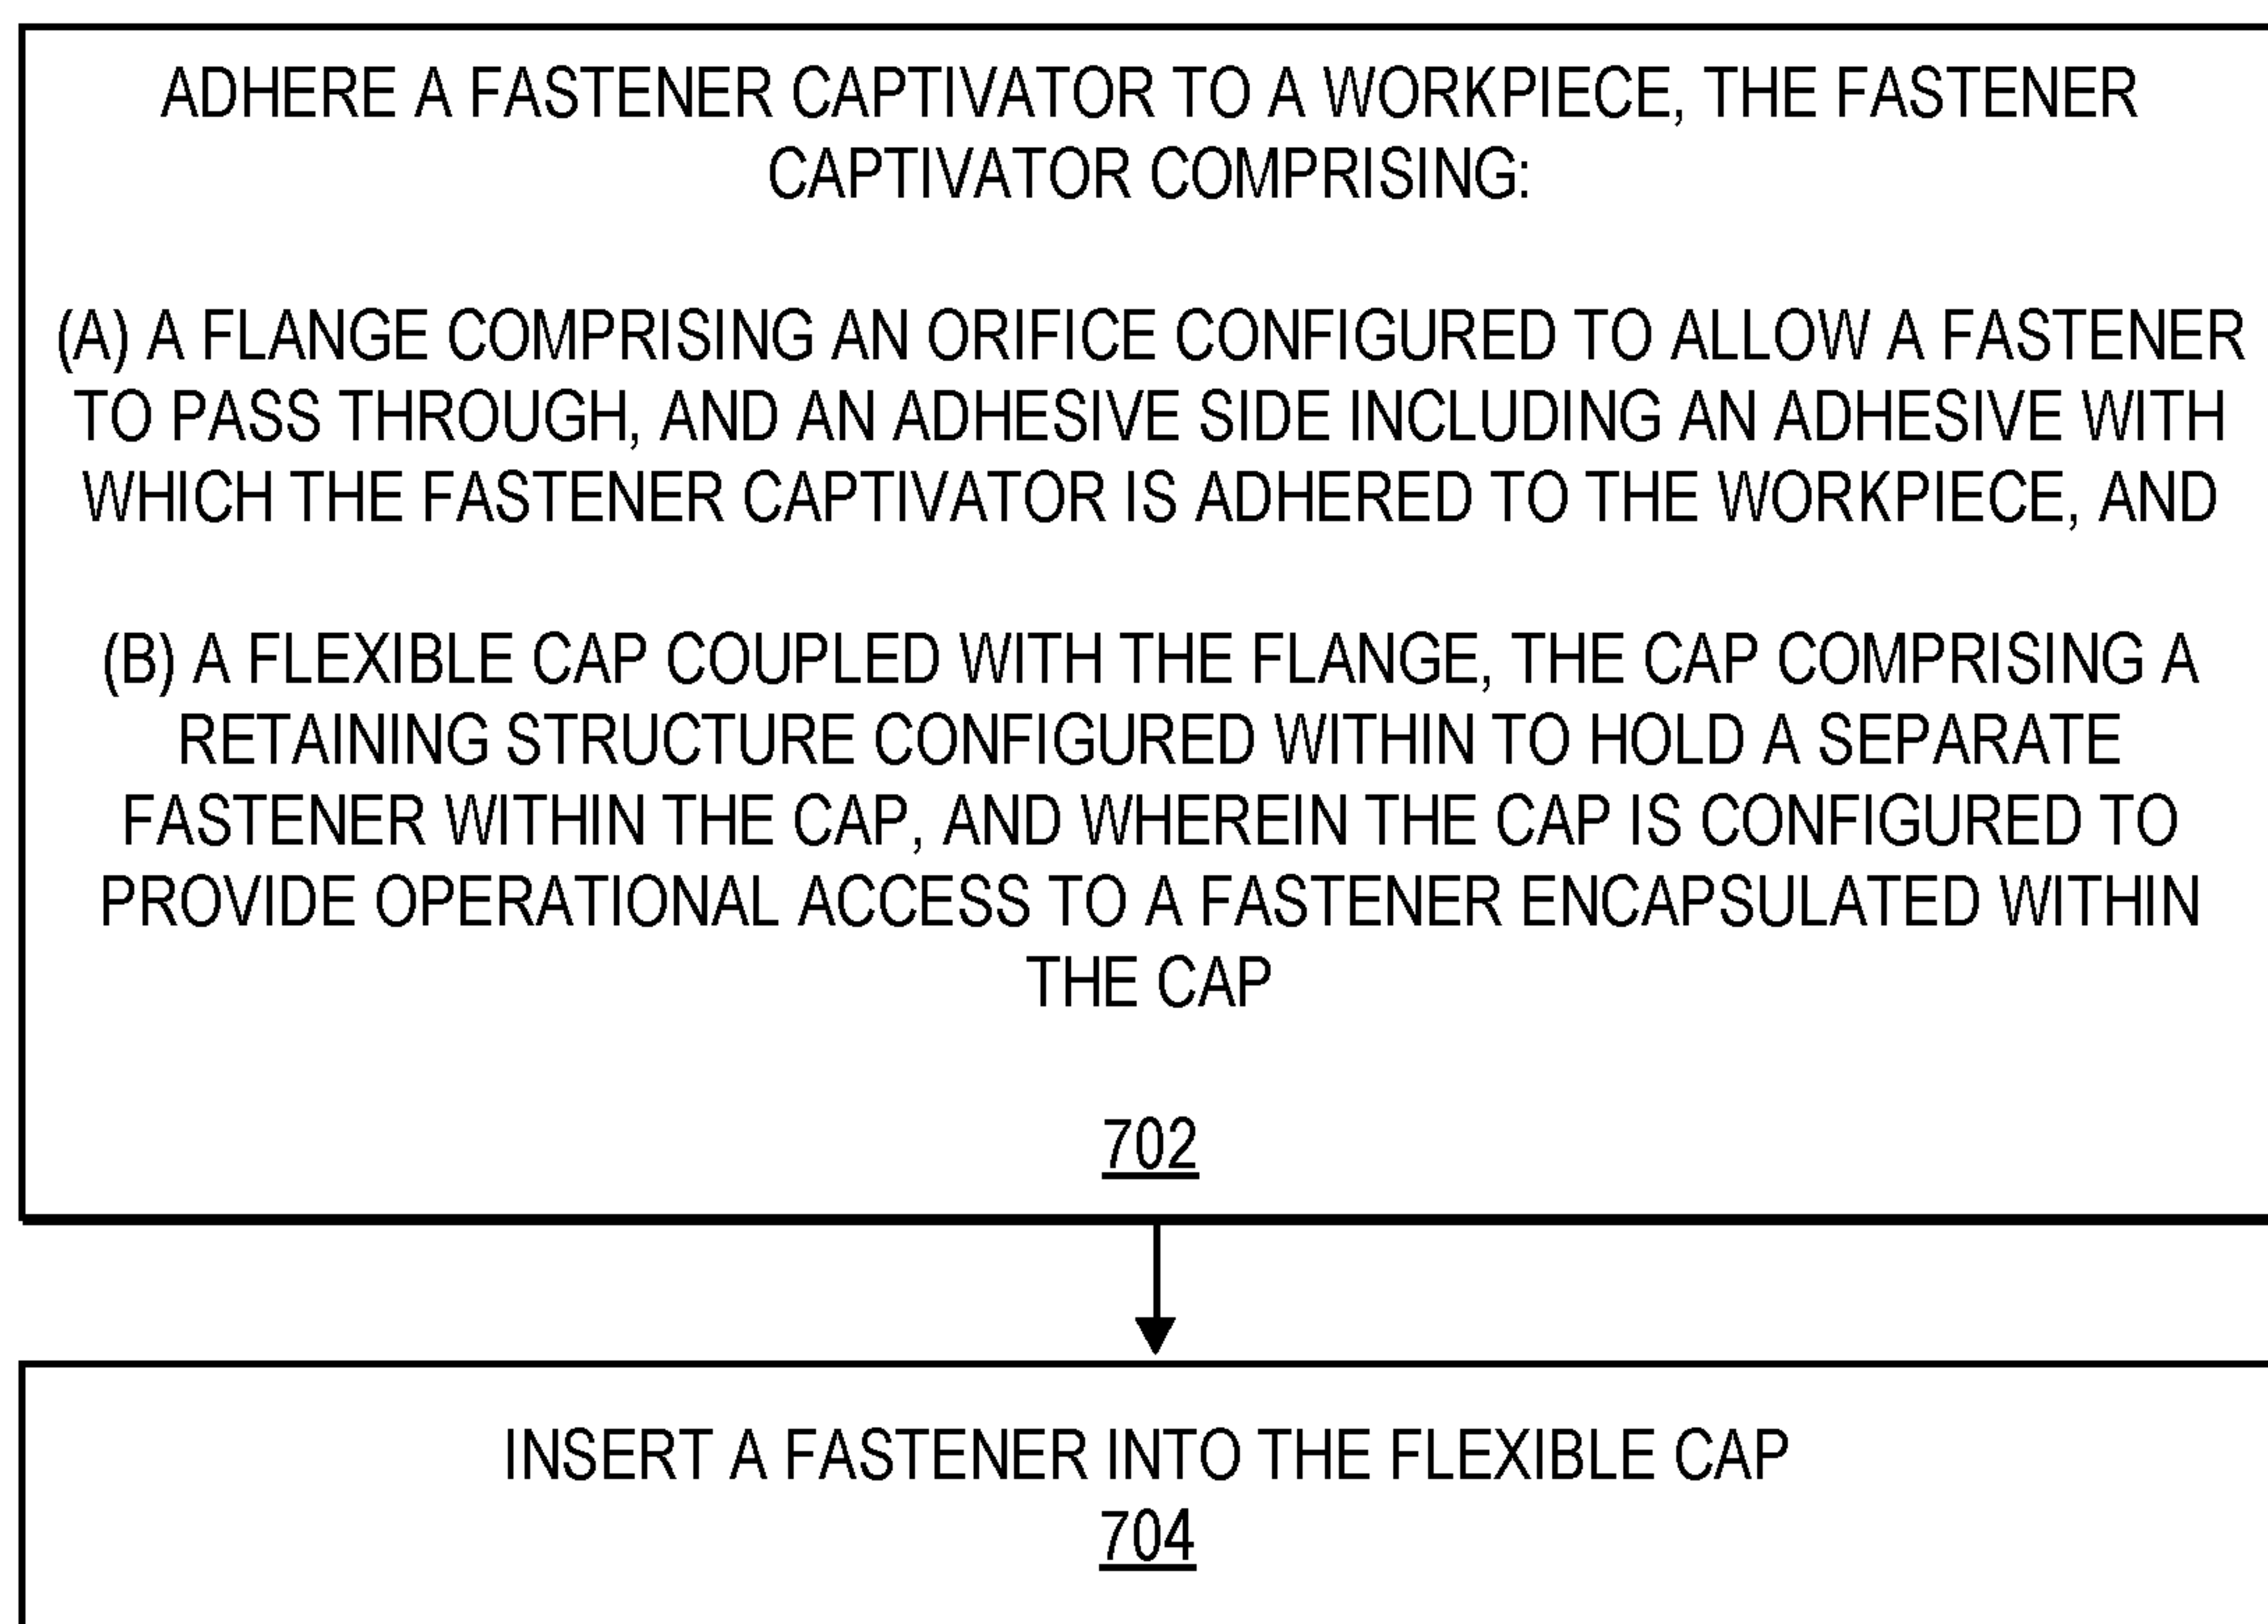 ADHERE A FASTENER CAPTIVATOR TO A WORKPIECE, THE FASTENER
CAPTIVATOR COMPRISING:
(A) A FLANGE COMPRISING AN ORIFICE CONFIGURED TO ALLOW A FASTENER
TO PASS THROUGH, AND AN ADHESIVE SIDE INCLUDING AN ADHESIVE WITH
WHICH THE FASTENER CAPTIVATOR IS ADHERED TO THE WORKPIECE, AND
(B) A FLEXIBLE CAP COUPLED WITH THE FLANGE, THE CAP COMPRISING A
RETAINING STRUCTURE CONFIGURED WITHIN TO HOLD A SEPARATE
FASTENER WITHIN THE CAP, AND WHEREIN THE CAP IS CONFIGURED TO
PROVIDE OPERATIONAL ACCESS TO A FASTENER ENCAPSULATED WITHIN
THE CAP
702
INSERT A FASTENER INTO THE FLEXIBLE CAP
704